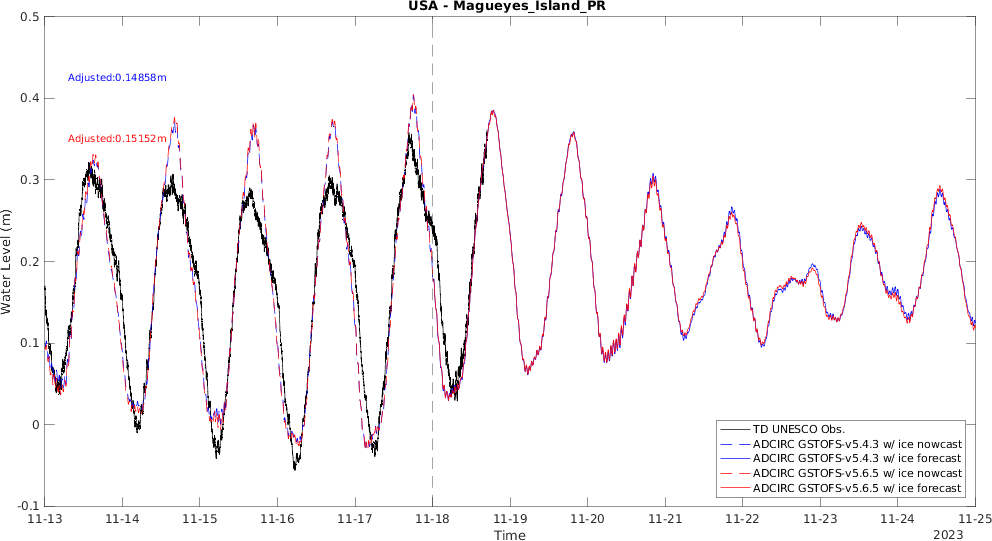 USA - Magueyes_Island_PR
0.5
0.4
0.3
0.2
0.1
0
-0.1
Water Level (m)
Adjusted:0.14858m
Adjusted:0.15152m
TD UNESCO Obs.
ADCIRC GSTOFS-v5.4.3 w/ ice nowcast
ADCIRC GSTOFS-v5.4.3 w/ ice forecast
ADCIRC GSTOFS-v5.6.5 w/ ice nowcast
ADCIRC GSTOFS-v5.6.5 w/ ice forecast
11-13 11-14 11-15 11-16 11-17 11-18 11-19 11-20 11-21 11-22 11-23 11-24 11-25
Time
2023